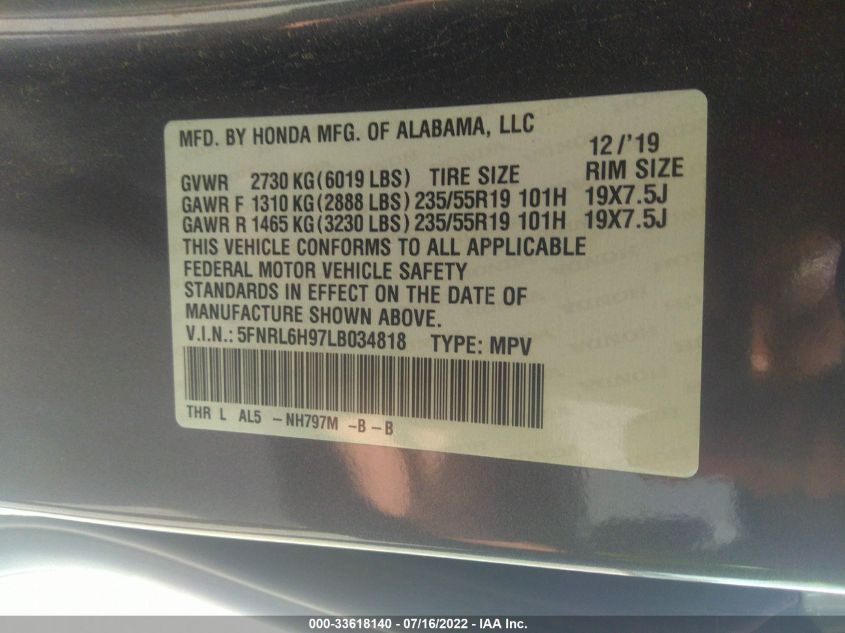 MFD. BY HONDA MFG. OF ALABAMA, LLC
12/'19
GVWR 2730 KG(6019 LBS) TIRE SIZE RIM SIZE
GAWR F 1310 KG(2888 LBS) 235/55R19 101H 19X7.5J
GAWR R 1465 KG(3230 LBS) 235/55R19 101H 19X7.5J
THIS VEHICLE CONFORMS TO ALL APPLICABLE
FEDERAL MOTOR VEHICLE SAFETY
STANDARDS IN EFFECT ON THE DATE OF
MANUFACTURE SHOWN ABOVE.
V.I.N.: 5FNRL6H97LB034818 TYPE: MPV
THR L AL5 -NH797M -B-B
000-33618140 - 07/16/2022 - IAA Inc.